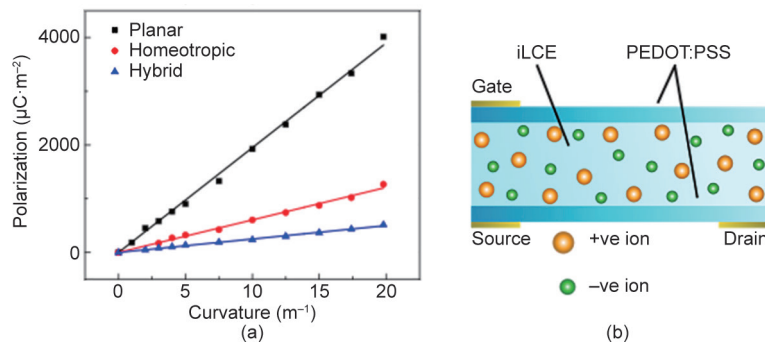 4000
2000
0
Polarization (µC·m⁻²)
Planar
Homeotropic
Hybrid
0
5
10
15
20
Curvature (m⁻¹)
(a)
iLCE
PEDOT:PSS
Gate
Source
Drain
+ve ion
–ve ion
(b)